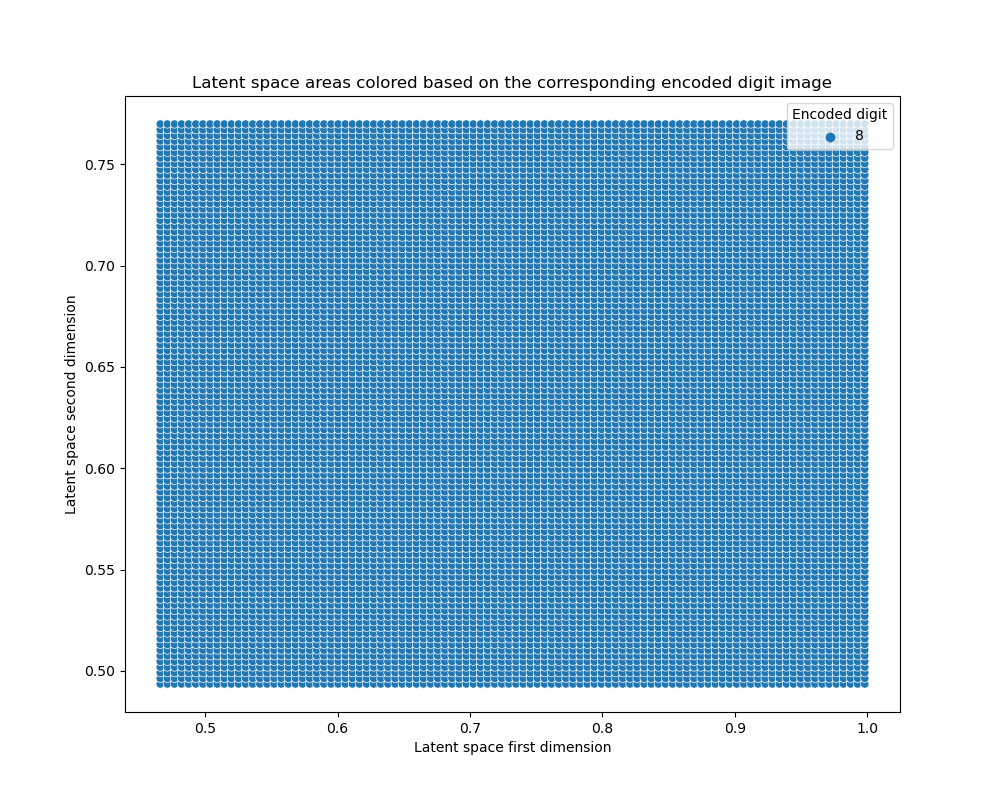 Latent space areas colored based on the corresponding encoded digit image
Encoded digit
8
0.75
0.70
0.65
0.60
0.55
0.50
Latent space second dimension
0.5 0.6 0.7 0.8 0.9 1.0
Latent space first dimension